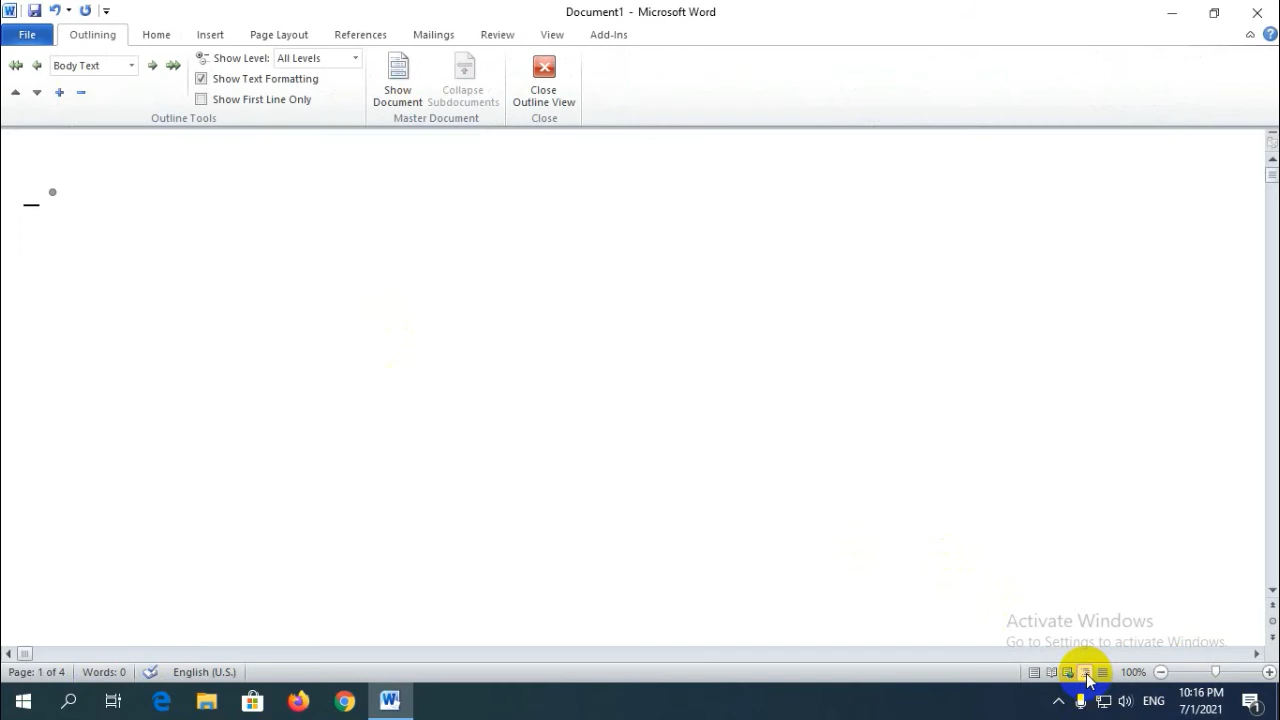 Document1 - Microsoft Word
File Outlining Home Insert Page Layout References Mailings Review View Add-Ins
Body Text
Show Level: All Levels
Show Text Formatting
Show First Line Only
Outline Tools
Show Document
Collapse Subdocuments
Master Document
Close Outline View
Close
Activate Windows
Go to Settings to activate Windows.
Page: 1 of 4 Words: 0 English (U.S.) 100%
ENG
10:16 PM
7/1/2021
1